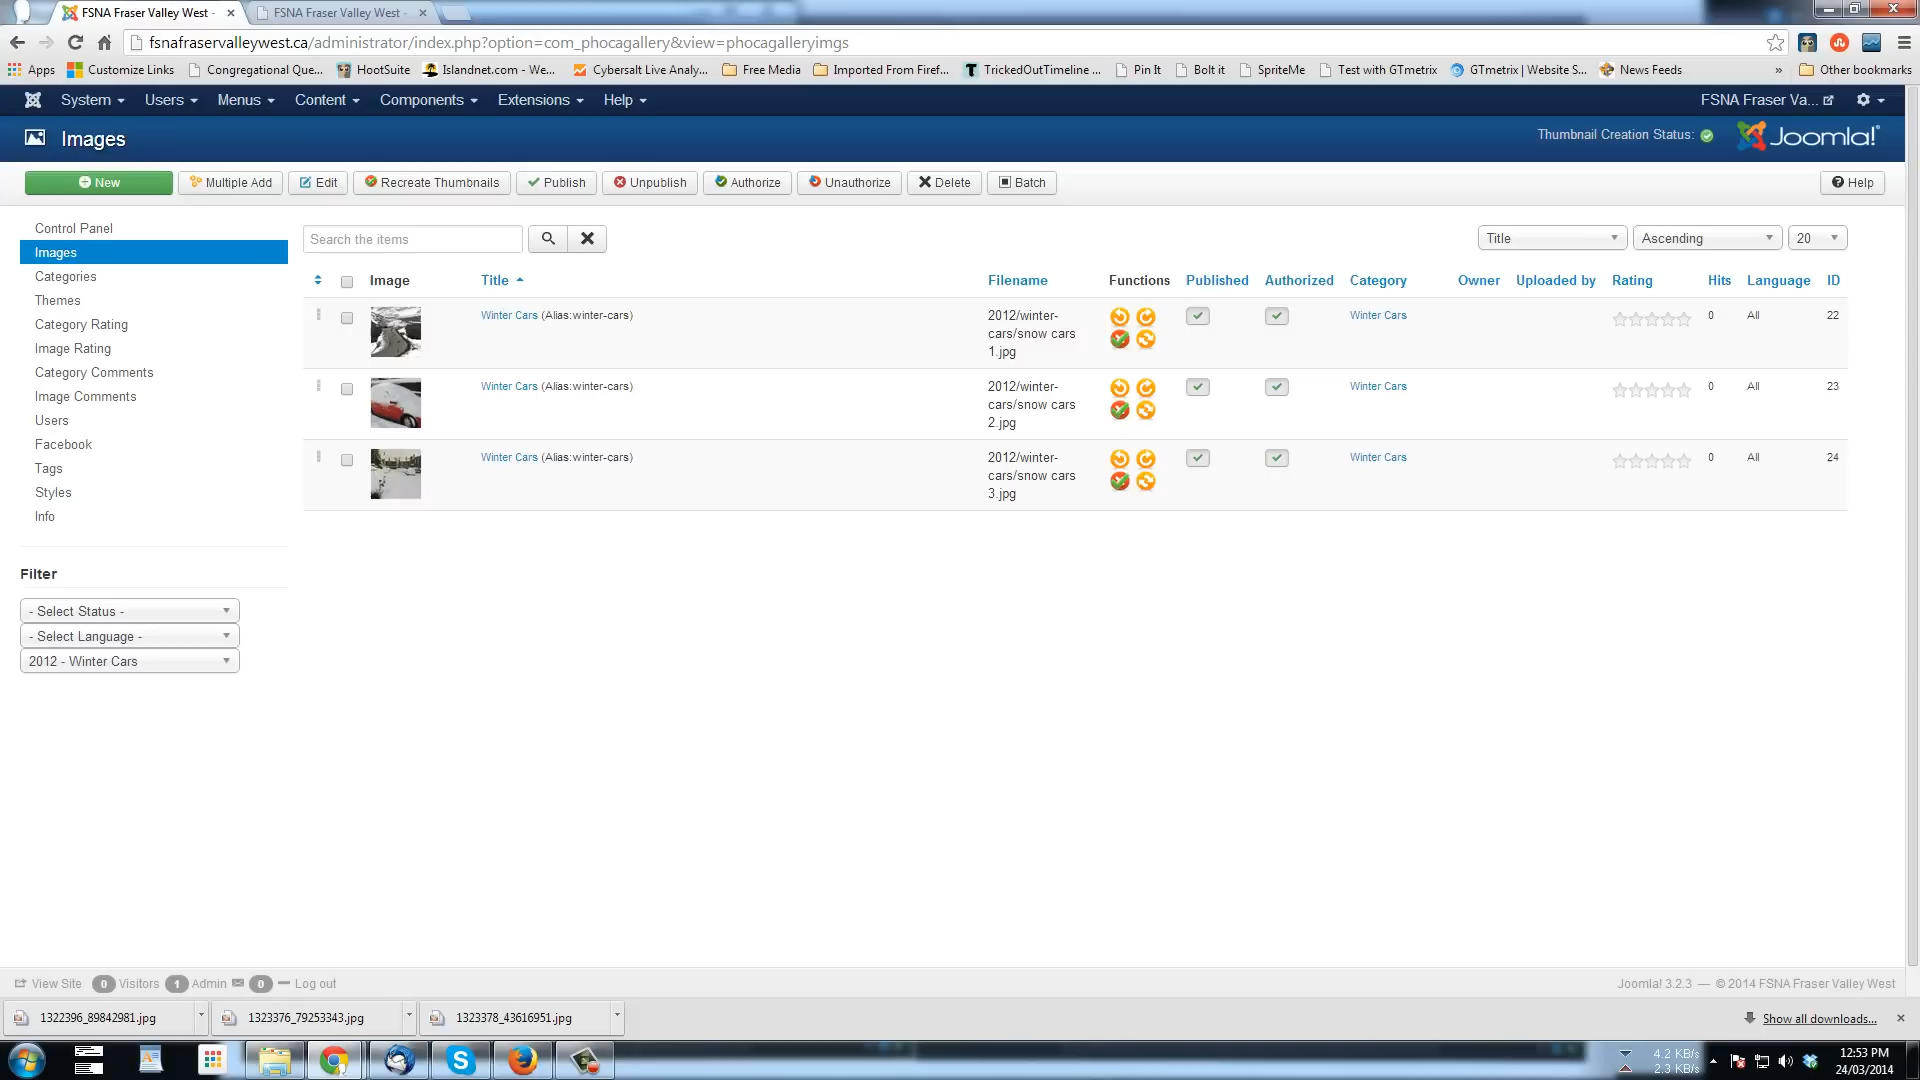 FSNA Fraser Valley West -
FSNA Fraser Valley West -
fsnafraservalleywest.ca/administrator/index.php?option=com_phocagallery&view=phocagalleryimgs
Apps Customize Links Congregational Que... HootSuite Islandnet.com - We... Cybersalt Live Analy... Free Media Imported From Firef... TrickedOutTimeline ... Pin It Bolt it SpriteMe Test with GTmetrix GTmetrix | Website S... News Feeds » Other bookmarks
System Users Menus Content Components Extensions Help FSNA Fraser Va...
Images Thumbnail Creation Status: Joomla!
New Multiple Add Edit Recreate Thumbnails Publish Unpublish Authorize Unauthorize Delete Batch Help
Control Panel
Images
Categories
Themes
Category Rating
Image Rating
Category Comments
Image Comments
Users
Facebook
Tags
Styles
Info
Filter
- Select Status -
- Select Language -
2012 - Winter Cars
Search the items Title Ascending 20
Image Title Filename Functions Published Authorized Category Owner Uploaded by Rating Hits Language ID
Winter Cars (Alias:winter-cars) 2012/winter- Winter Cars 0 All 22
cars/snow cars
1.jpg
Winter Cars (Alias:winter-cars) 2012/winter- Winter Cars 0 All 23
cars/snow cars
2.jpg
Winter Cars (Alias:winter-cars) 2012/winter- Winter Cars 0 All 24
cars/snow cars
3.jpg
View Site 0 Visitors 1 Admin 0 Log out Joomla! 3.2.3 — © 2014 FSNA Fraser Valley West
1322396_89842981.jpg 1323376_79253343.jpg 1323378_43616951.jpg Show all downloads...
4.2 KB/s 12:53 PM
2.3 KB/s 24/03/2014